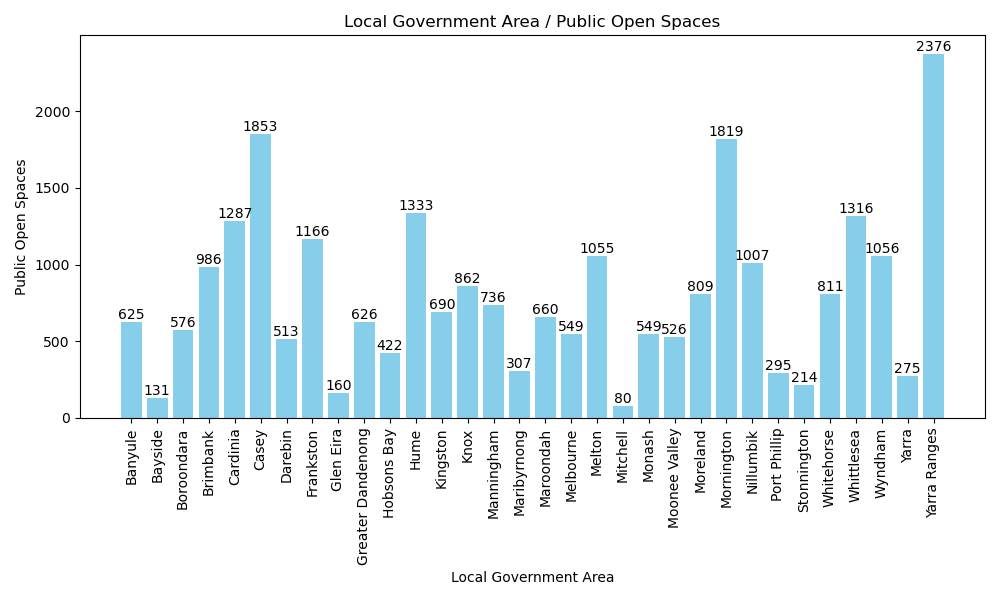 Local Government Area / Public Open Spaces
Public Open Spaces
2000
1500
1000
500
0
625
131
576
986
1287
1853
513
1166
160
626
422
1333
690
862
736
307
660
549
1055
80
549
526
809
1819
1007
295
214
811
1316
1056
275
2376
Banyule
Bayside
Boroondara
Brimbank
Cardinia
Casey
Darebin
Frankston
Glen Eira
Greater Dandenong
Hobsons Bay
Hume
Kingston
Knox
Manningham
Maribyrnong
Maroondah
Melbourne
Melton
Mitchell
Monash
Moonee Valley
Moreland
Mornington
Nillumbik
Port Phillip
Stonnington
Whitehorse
Whittlesea
Wyndham
Yarra
Yarra Ranges
Local Government Area